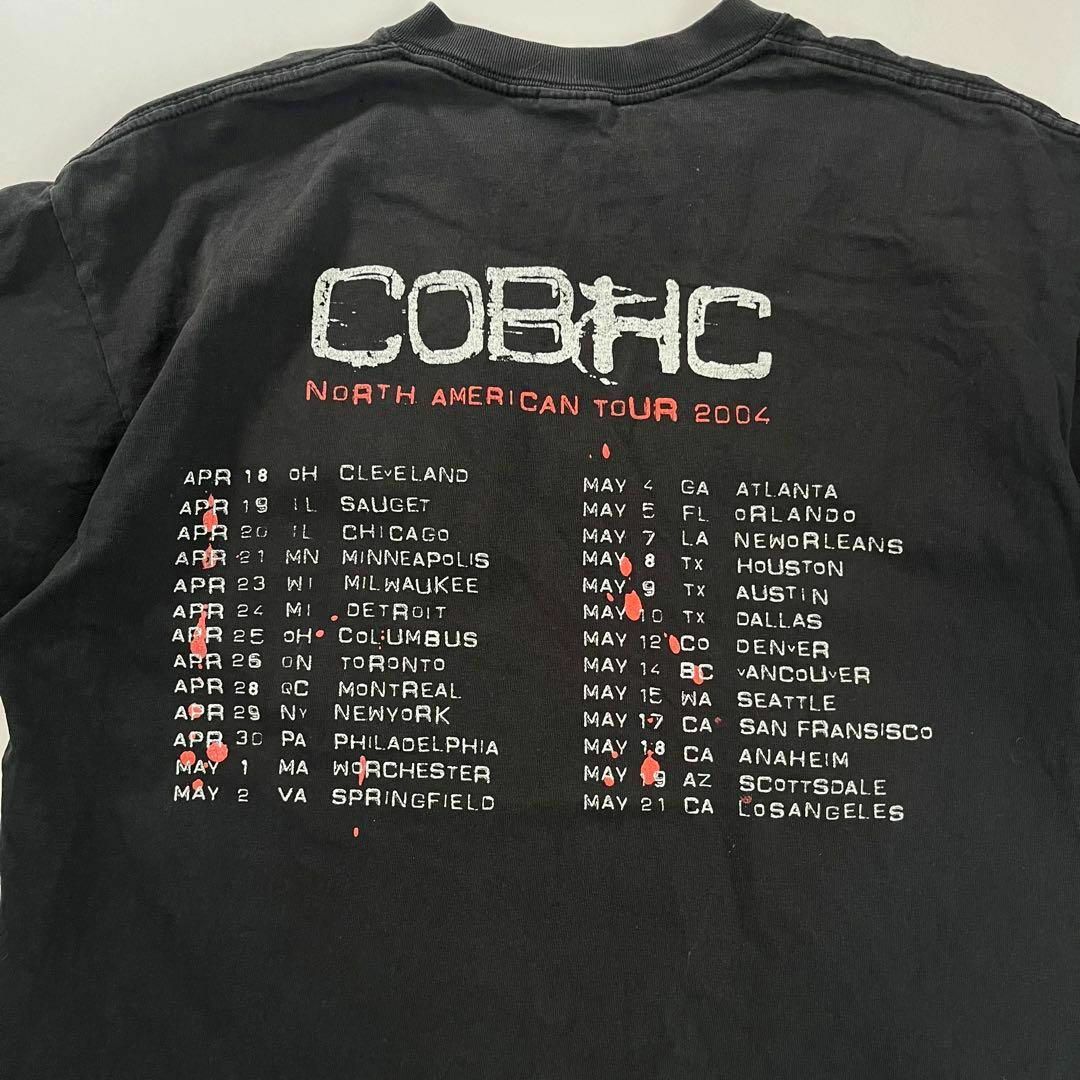 COBHC
NORTH AMERICAN TOUR 2004
APR 18 OH CLEVELAND
APR 19 IL SAUGET
APR 20 IL CHICAGO
APR 21 MN MINNEAPOLIS
APR 23 WI MILWAUKEE
APR 24 MI DETROIT
APR 25 OH COLUMBUS
APR 26 ON TORONTO
APR 28 QC MONTREAL
APR 29 NY NEWYORK
APR 30 PA PHILADELPHIA
MAY 1 MA WORCHESTER
MAY 2 VA SPRINGFIELD
MAY 4 GA ATLANTA
MAY 5 FL ORLANDO
MAY 7 LA NEWORLEANS
MAY 8 TX HOUSTON
MAY 9 TX AUSTIN
MAY 10 TX DALLAS
MAY 12 CO DENVER
MAY 14 BC VANCOUVER
MAY 15 WA SEATTLE
MAY 17 CA SAN FRANSISCO
MAY 18 CA ANAHEIM
MAY 19 AZ SCOTTSDALE
MAY 21 CA LOSANGELES